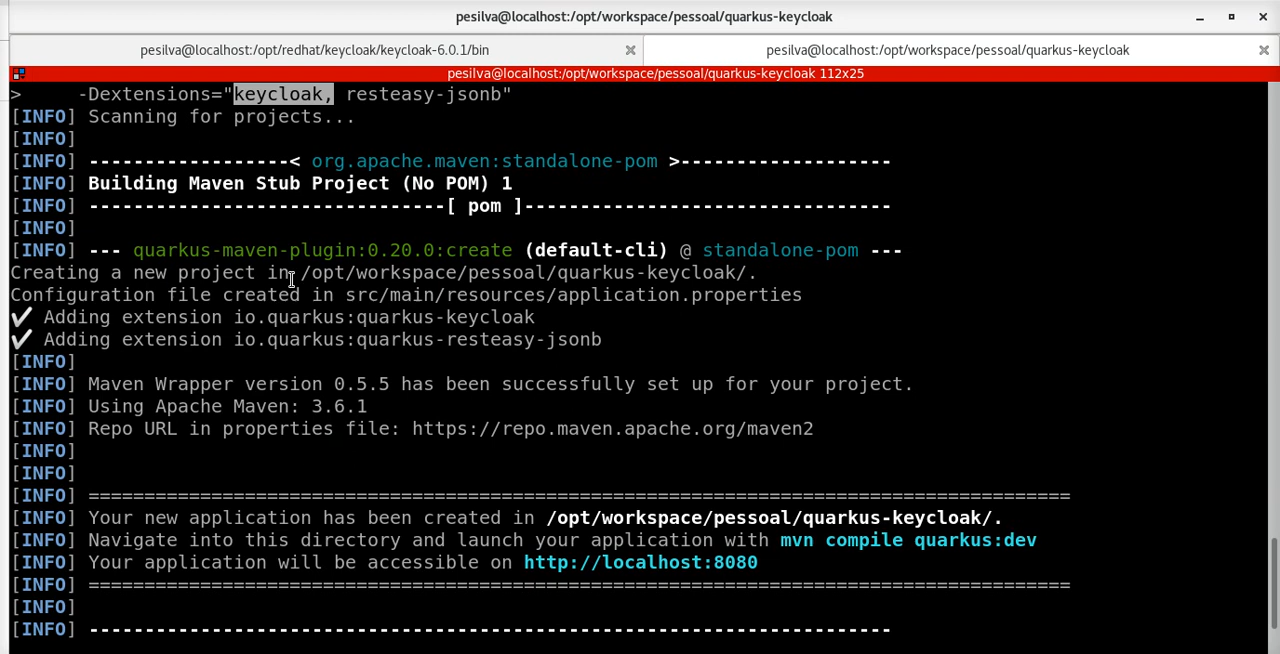 pesilva@localhost:/opt/workspace/pessoal/quarkus-keycloak
pesilva@localhost:/opt/redhat/keycloak/keycloak-6.0.1/bin
pesilva@localhost:/opt/workspace/pessoal/quarkus-keycloak
pesilva@localhost:/opt/workspace/pessoal/quarkus-keycloak 112x25
>     -Dextensions="keycloak, resteasy-jsonb"
[INFO] Scanning for projects...
[INFO]
[INFO] ------------------< org.apache.maven:standalone-pom >-------------------
[INFO] Building Maven Stub Project (No POM) 1
[INFO] --------------------------------[ pom ]---------------------------------
[INFO]
[INFO] --- quarkus-maven-plugin:0.20.0:create (default-cli) @ standalone-pom ---
Creating a new project in /opt/workspace/pessoal/quarkus-keycloak/.
Configuration file created in src/main/resources/application.properties
✔ Adding extension io.quarkus:quarkus-keycloak
✔ Adding extension io.quarkus:quarkus-resteasy-jsonb
[INFO]
[INFO] Maven Wrapper version 0.5.5 has been successfully set up for your project.
[INFO] Using Apache Maven: 3.6.1
[INFO] Repo URL in properties file: https://repo.maven.apache.org/maven2
[INFO]
[INFO]
[INFO] ========================================================================================
[INFO] Your new application has been created in /opt/workspace/pessoal/quarkus-keycloak/.
[INFO] Navigate into this directory and launch your application with mvn compile quarkus:dev
[INFO] Your application will be accessible on http://localhost:8080
[INFO] ========================================================================================
[INFO]
[INFO] ------------------------------------------------------------------------